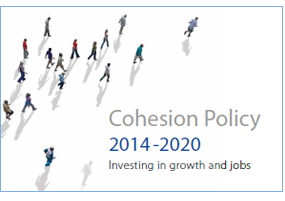 Cohesion Policy
2014-2020
Investing in growth and jobs